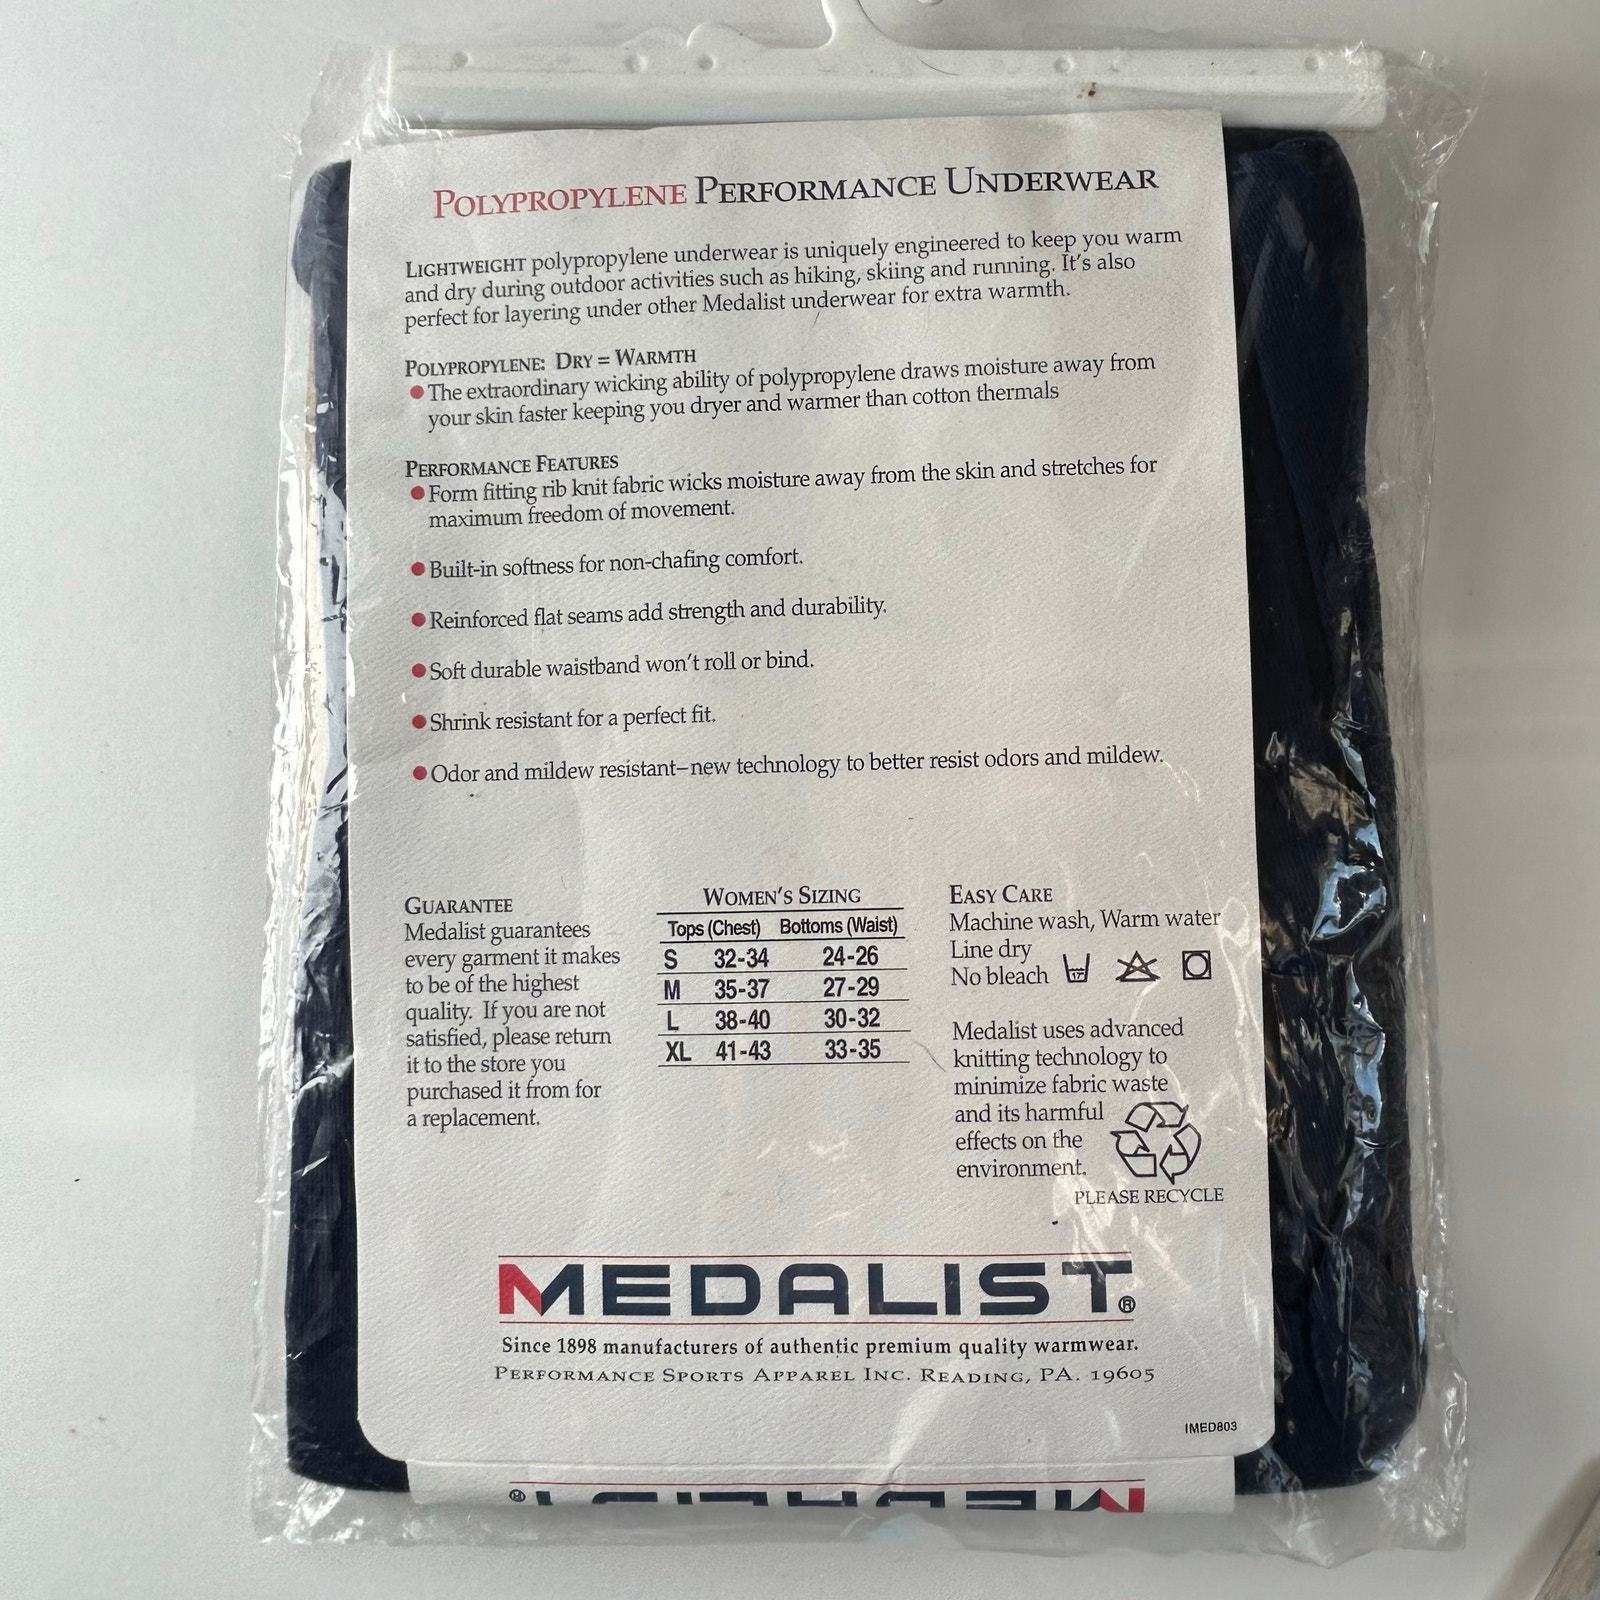 POLYPROPYLENE PERFORMANCE UNDERWEAR
LIGHTWEIGHT polypropylene underwear is uniquely engineered to keep you warm
and dry during outdoor activities such as hiking, skiing and running. It's also
perfect for layering under other Medalist underwear for extra warmth.
POLYPROPYLENE: DRY = WARMTH
● The extraordinary wicking ability of polypropylene draws moisture away from
your skin faster keeping you dryer and warmer than cotton thermals
PERFORMANCE FEATURES
● Form fitting rib knit fabric wicks moisture away from the skin and stretches for
maximum freedom of movement.
● Built-in softness for non-chafing comfort.
● Reinforced flat seams add strength and durability.
● Soft durable waistband won't roll or bind.
● Shrink resistant for a perfect fit.
● Odor and mildew resistant–new technology to better resist odors and mildew.
GUARANTEE
Medalist guarantees
every garment it makes
to be of the highest
quality. If you are not
satisfied, please return
it to the store you
purchased it from for
a replacement.
WOMEN'S SIZING
Tops (Chest) Bottoms (Waist)
S 32-34 24-26
M 35-37 27-29
L 38-40 30-32
XL 41-43 33-35
EASY CARE
Machine wash, Warm water
Line dry
No bleach
Medalist uses advanced
knitting technology to
minimize fabric waste
and its harmful
effects on the
environment.
PLEASE RECYCLE
MEDALIST®
Since 1898 manufacturers of authentic premium quality warmwear.
PERFORMANCE SPORTS APPAREL INC. READING, PA. 19605
IMED803
MEDALIST®